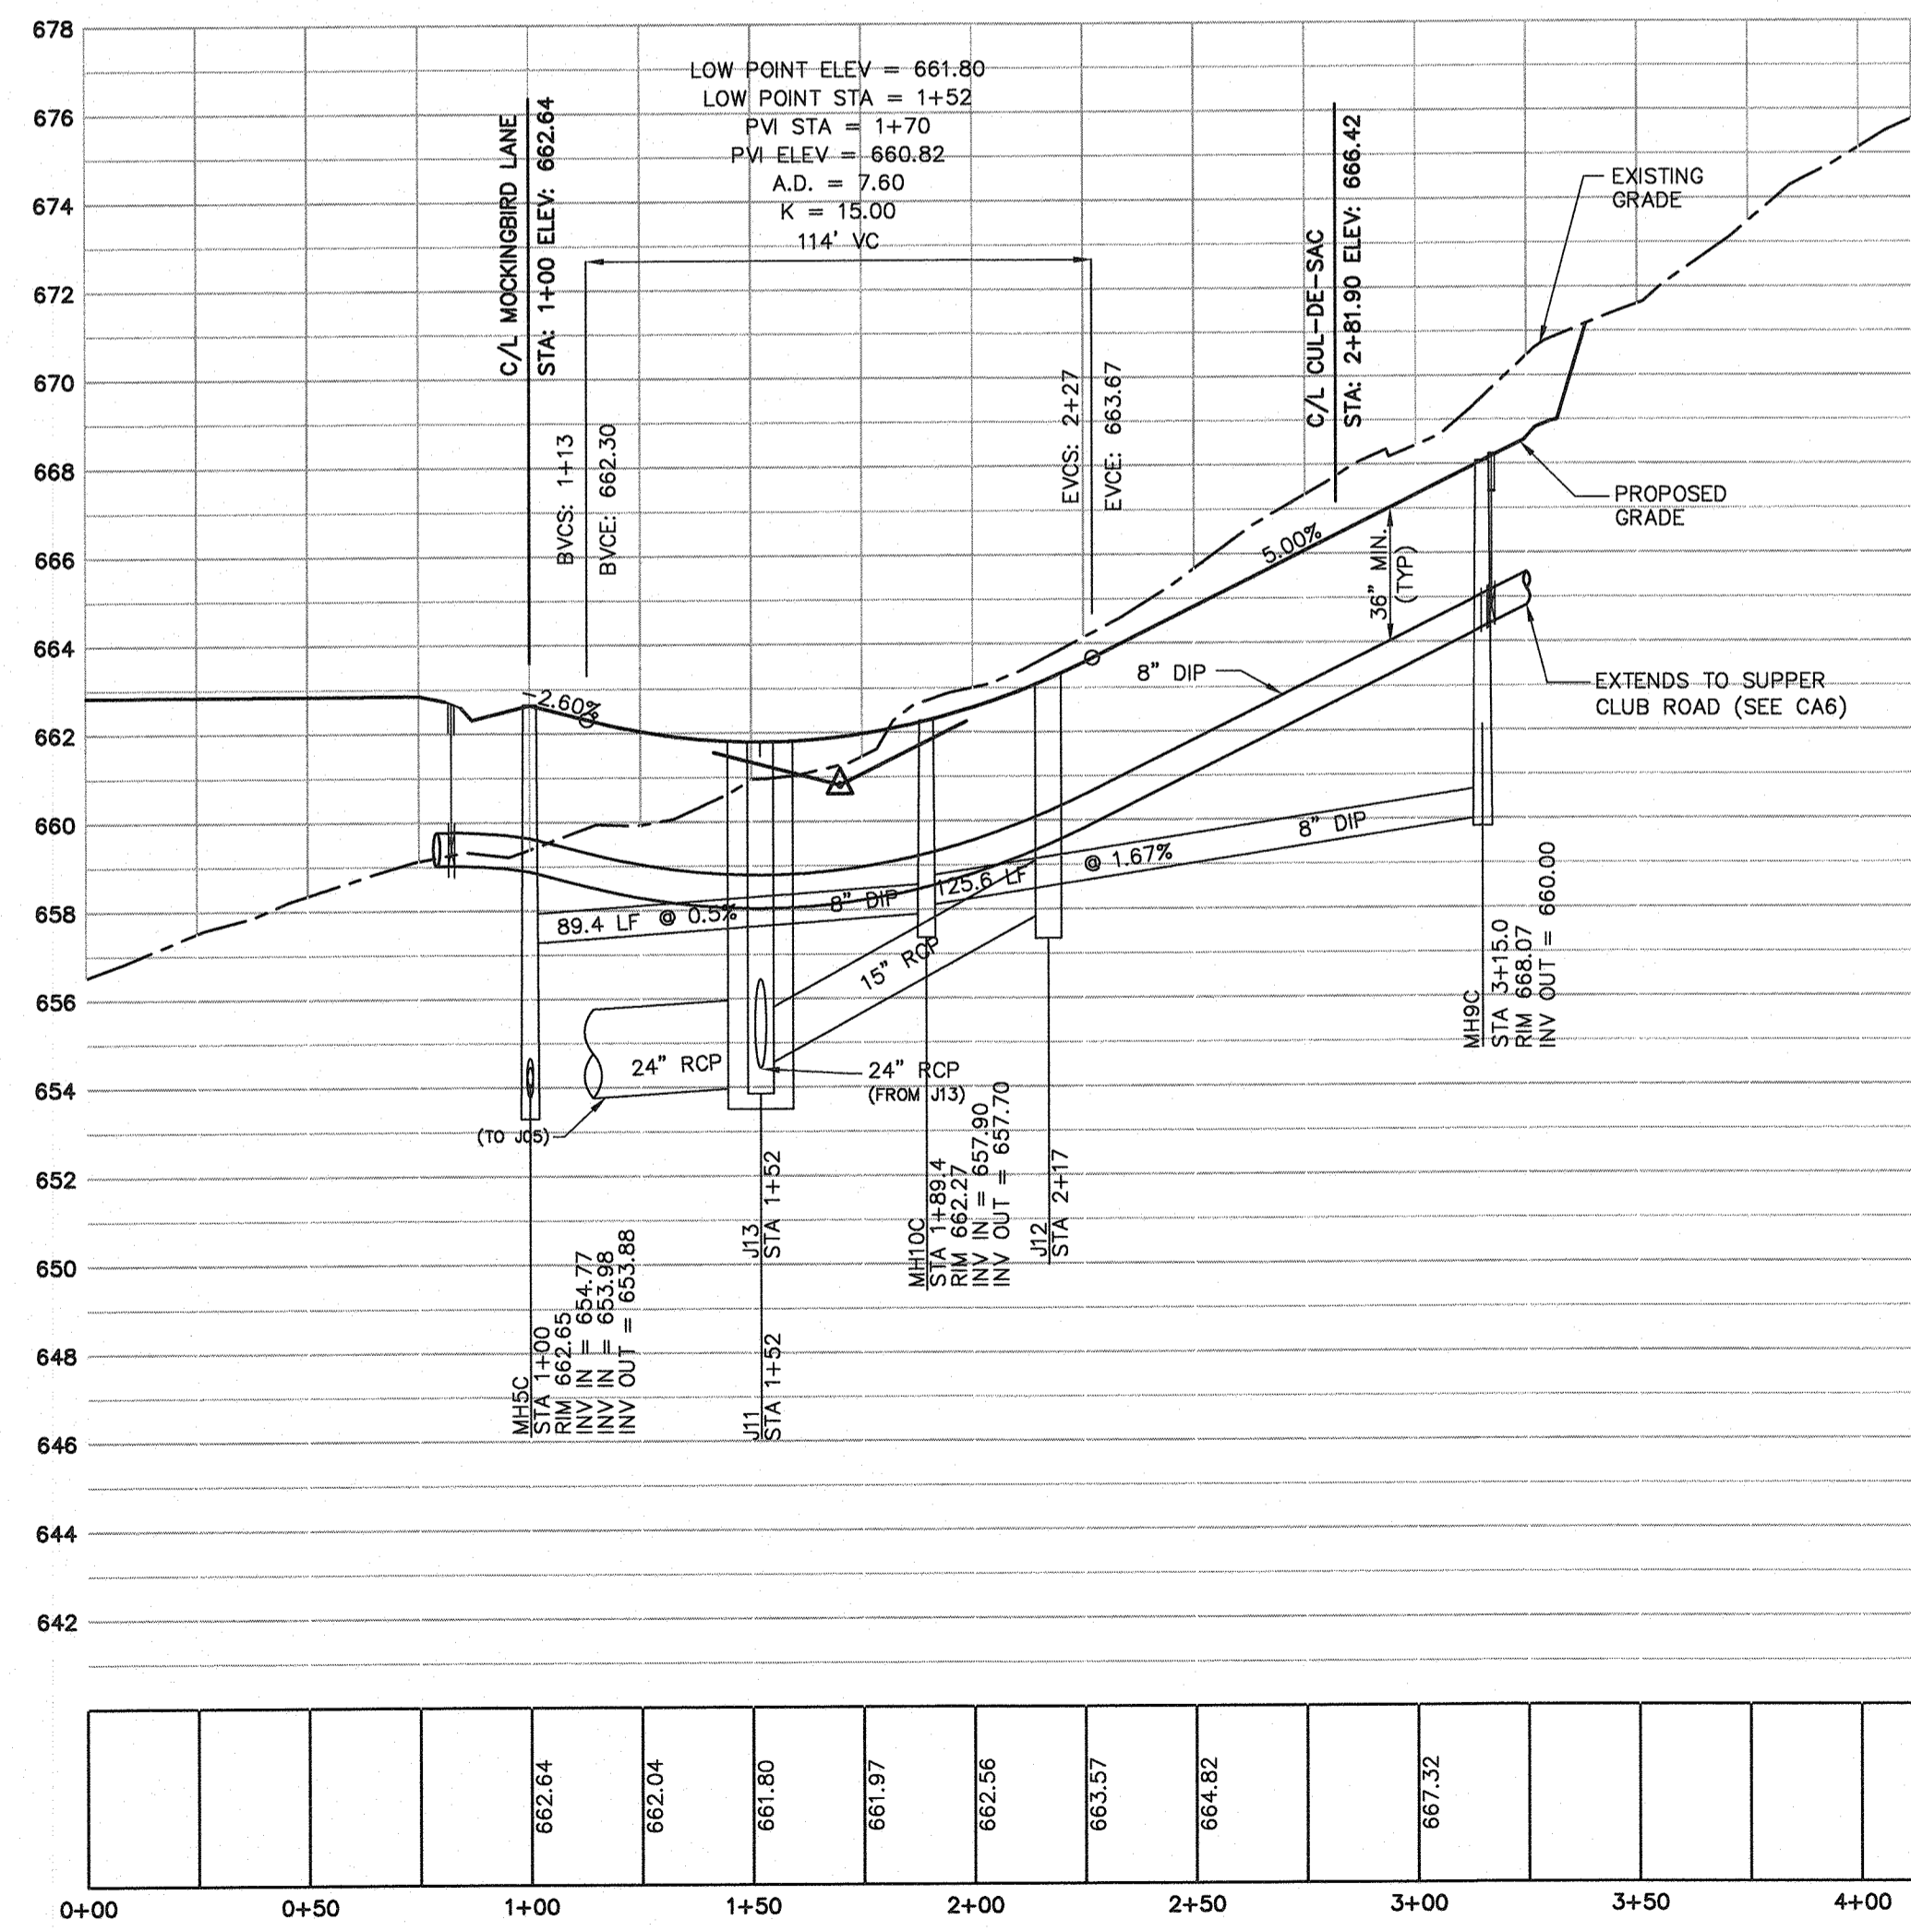 678
676
674
672
670
668
666
664
662
660
658
656
654
652
650
648
646
644
642
LOW POINT ELEV = 661.80
LOW POINT STA = 1+52
PVI STA = 1+70
PVI ELEV = 660.82
A.D. = 7.60
K = 15.00
114' VC
C/L MOCKINGBIRD LANE
STA: 1+00 ELEV: 662.64
BVCS: 1+13
BVCE: 662.30
EVCS: 2+27
EVCE: 663.67
C/L CUL-DE-SAC
STA: 2+81.90 ELEV: 666.42
EXISTING
GRADE
PROPOSED
GRADE
-2.60%
5.00%
36" MIN.
(TYP)
8" DIP
EXTENDS TO SUPPER
CLUB ROAD (SEE CA6)
8" DIP
@ 1.67%
125.6 LF
8" DIP
89.4 LF @ 0.5%
15" RCP
24" RCP
24" RCP
(FROM J13)
(TO J05)
MH5C
STA 1+00
RIM 662.65
INV IN = 654.77
INV IN = 653.98
INV OUT = 653.88
J13
STA 1+52
J11
STA 1+52
MH10C
STA 1+89.4
RIM 662.27
INV IN = 657.90
INV OUT = 657.70
J12
STA 2+17
MH9C
STA 3+15.0
RIM 668.07
INV OUT = 660.00
662.64
662.04
661.80
661.97
662.56
663.57
664.82
667.32
0+00
0+50
1+00
1+50
2+00
2+50
3+00
3+50
4+00